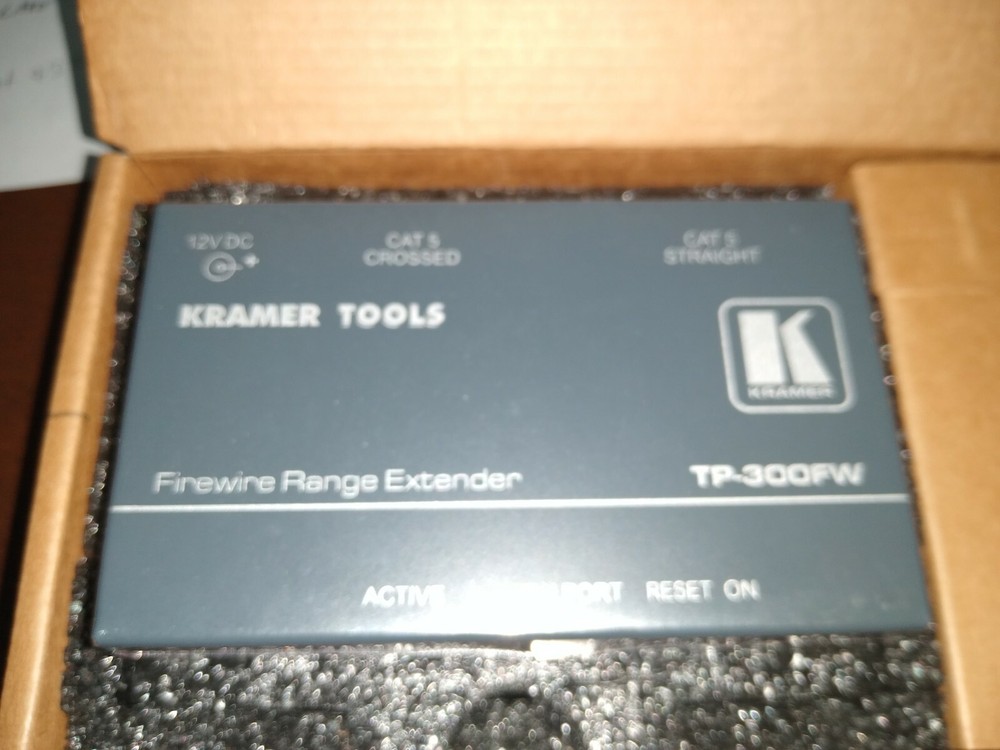 12V DC
CAT 5
CROSSED
CAT 5
STRAIGHT
KRAMER TOOLS
K
KRAMER
Firewire Range Extender
TP-300FW
ACTIVE PORT RESET ON